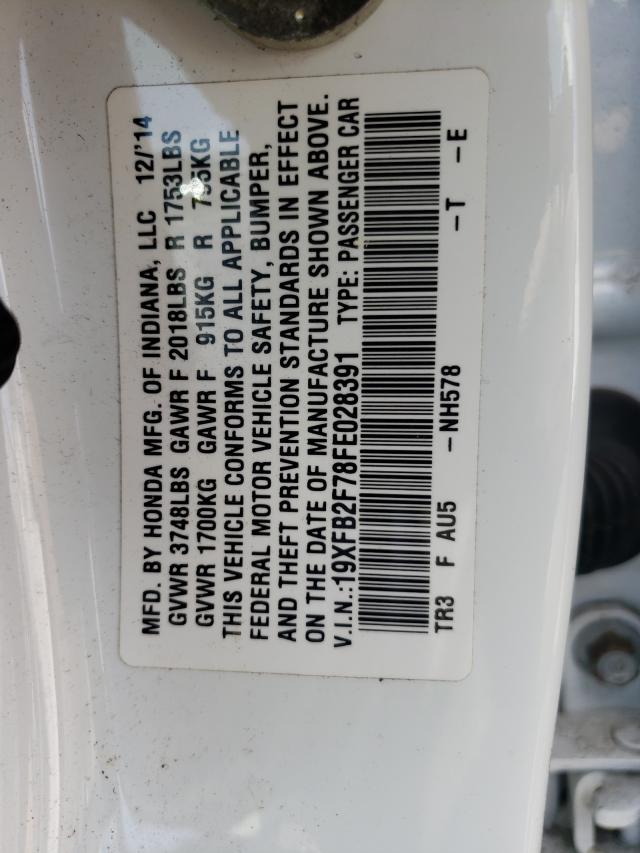 MFD. BY HONDA MFG. OF INDIANA, LLC 12/'14
GVWR 3748LBS GAWR F 2018LBS R 1753LBS
GVWR 1700KG GAWR F 915KG R 795KG
THIS VEHICLE CONFORMS TO ALL APPLICABLE
FEDERAL MOTOR VEHICLE SAFETY, BUMPER,
AND THEFT PREVENTION STANDARDS IN EFFECT
ON THE DATE OF MANUFACTURE SHOWN ABOVE.
V.I.N.:19XFB2F78FE028391 TYPE: PASSENGER CAR
TR3 F AU5 -NH578 -T -E